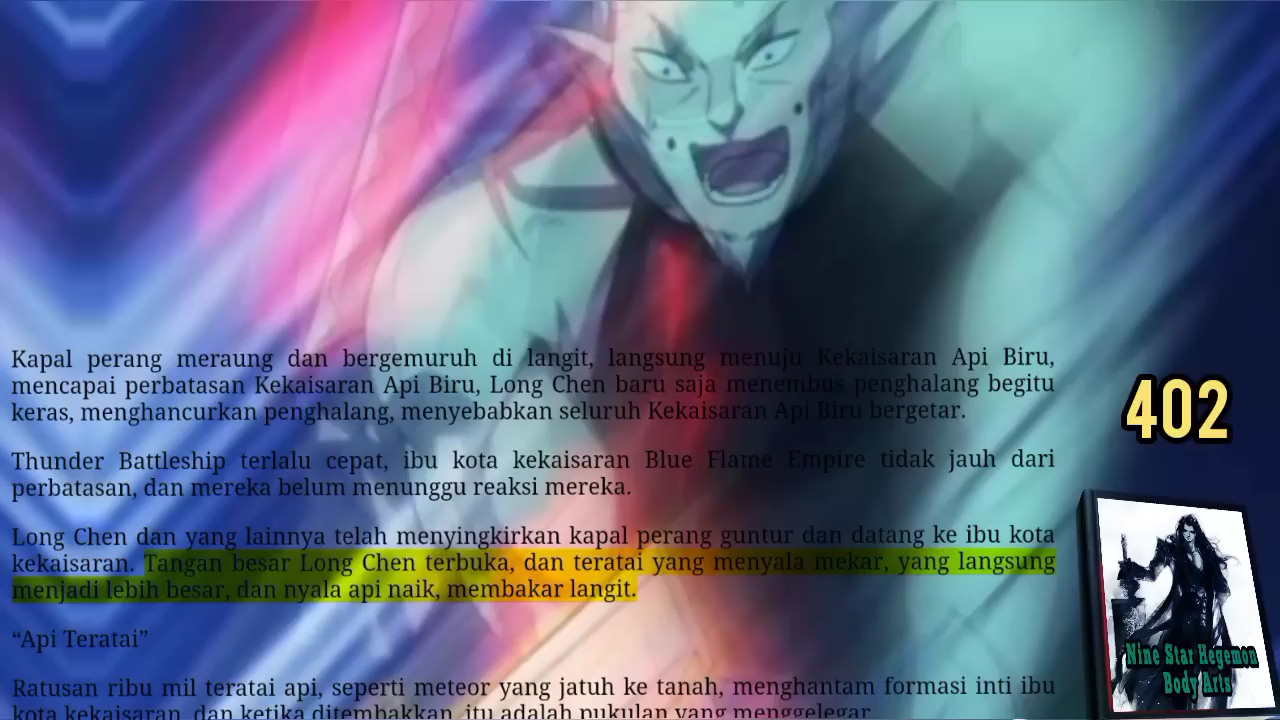 Kapal perang meraung dan bergemuruh di langit, langsung menuju Kekaisaran Api Biru,
mencapai perbatasan Kekaisaran Api Biru, Long Chen baru saja menembus penghalang begitu
keras, menghancurkan penghalang, menyebabkan seluruh Kekaisaran Api Biru bergetar.
Thunder Battleship terlalu cepat, ibu kota kekaisaran Blue Flame Empire tidak jauh dari
perbatasan, dan mereka belum menunggu reaksi mereka.
Long Chen dan yang lainnya telah menyingkirkan kapal perang guntur dan datang ke ibu kota
kekaisaran. Tangan besar Long Chen terbuka, dan teratai yang menyala mekar, yang langsung
menjadi lebih besar, dan nyala api naik, membakar langit.
“Api Teratai”
Ratusan ribu mil teratai api, seperti meteor yang jatuh ke tanah, menghantam formasi inti ibu
kota kekaisaran, dan ketika ditembakkan, itu adalah pukulan yang menggelegar.
402
Nine Star Hegemon
Body Arts